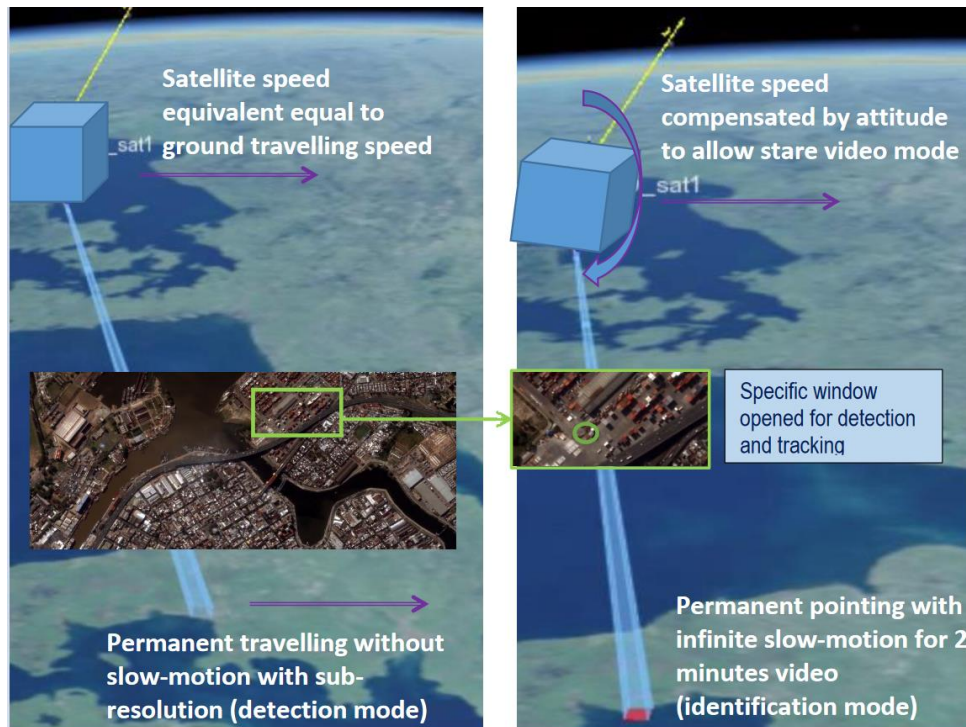 Satellite speed
equivalent equal to
ground travelling speed
_sat1
Permanent travelling without
slow-motion with sub-
resolution (detection mode)
Satellite speed
compensated by attitude
to allow stare video mode
_sat1
Specific window
opened for detection
and tracking
Permanent pointing with
infinite slow-motion for 2
minutes video
(identification mode)